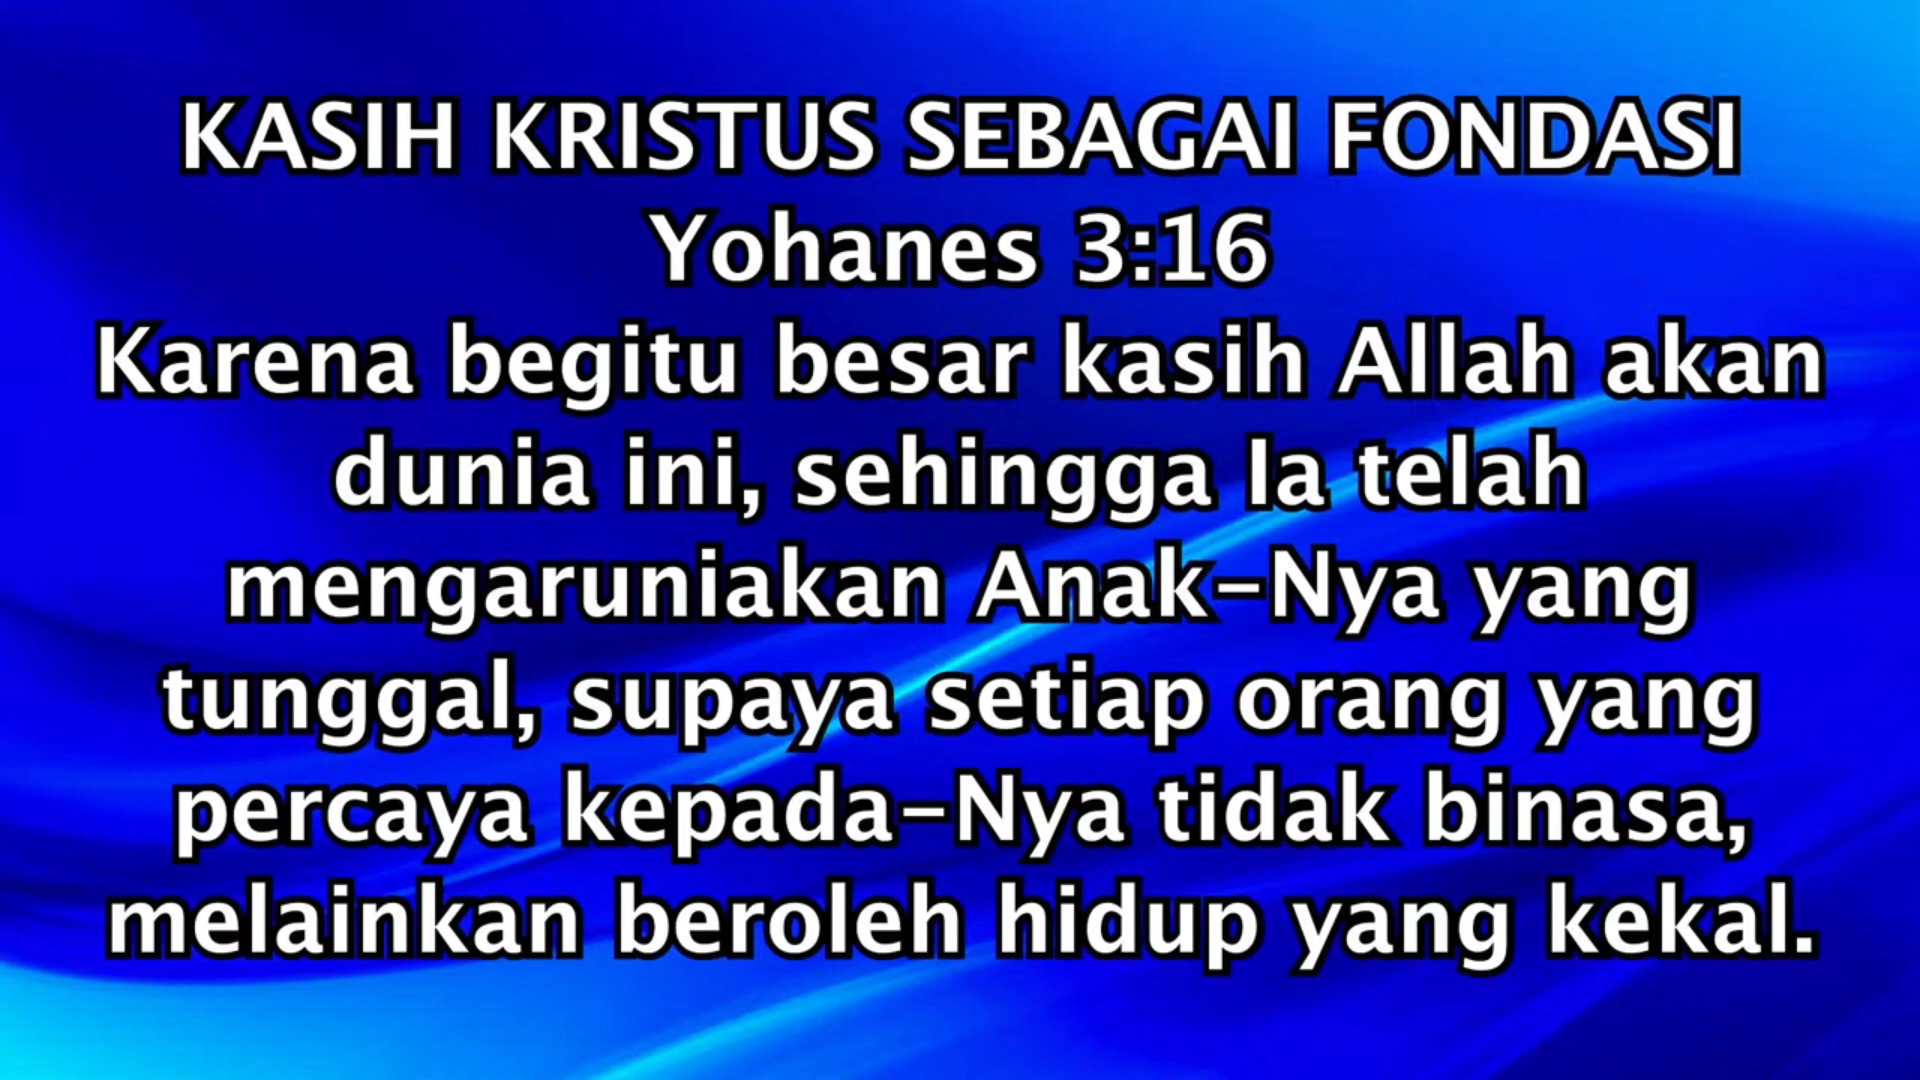 KASIH KRISTUS SEBAGAI FONDASI
Yohanes 3:16
Karena begitu besar kasih Allah akan
dunia ini, sehingga Ia telah
mengaruniakan Anak-Nya yang
tunggal, supaya setiap orang yang
percaya kepada-Nya tidak binasa,
melainkan beroleh hidup yang kekal.